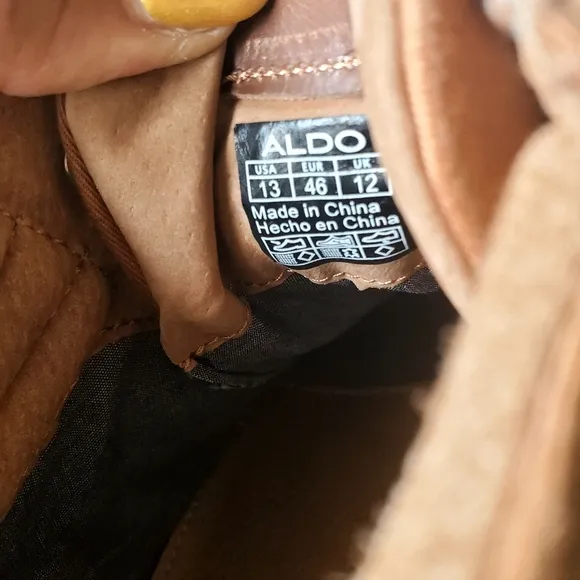 ALDO
USA EUR UK
13 46 12
Made in China
Hecho en China